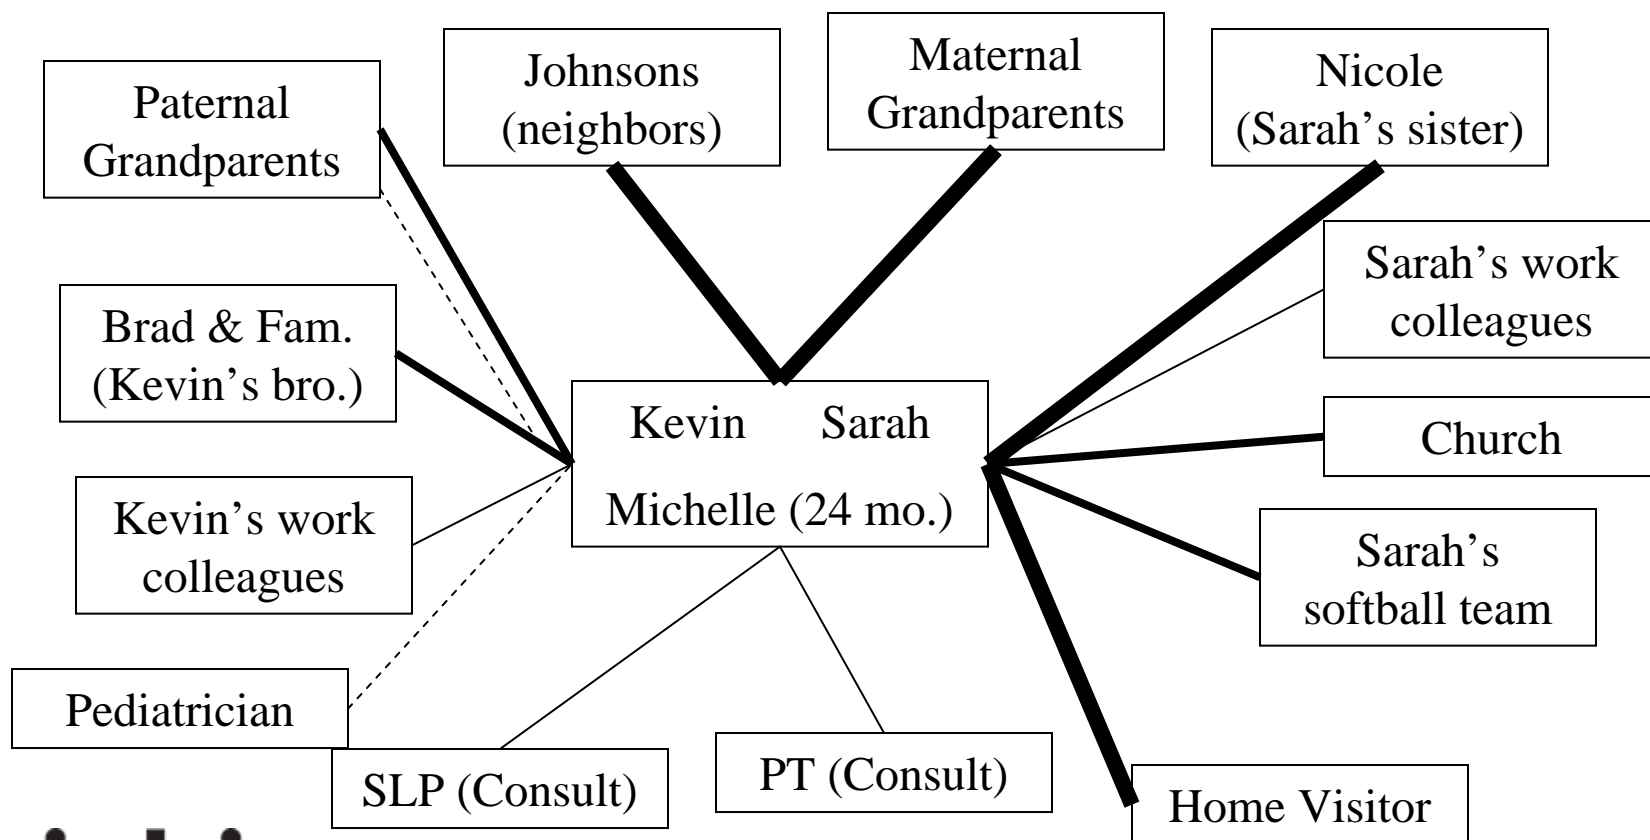 Paternal
Grandparents
Johnsons
(neighbors)
Maternal
Grandparents
Nicole
(Sarah’s sister)
Sarah’s work
colleagues
Brad & Fam.
(Kevin’s bro.)
Kevin Sarah
Michelle (24 mo.)
Church
Kevin’s work
colleagues
Sarah’s
softball team
Pediatrician
SLP (Consult)
PT (Consult)
Home Visitor